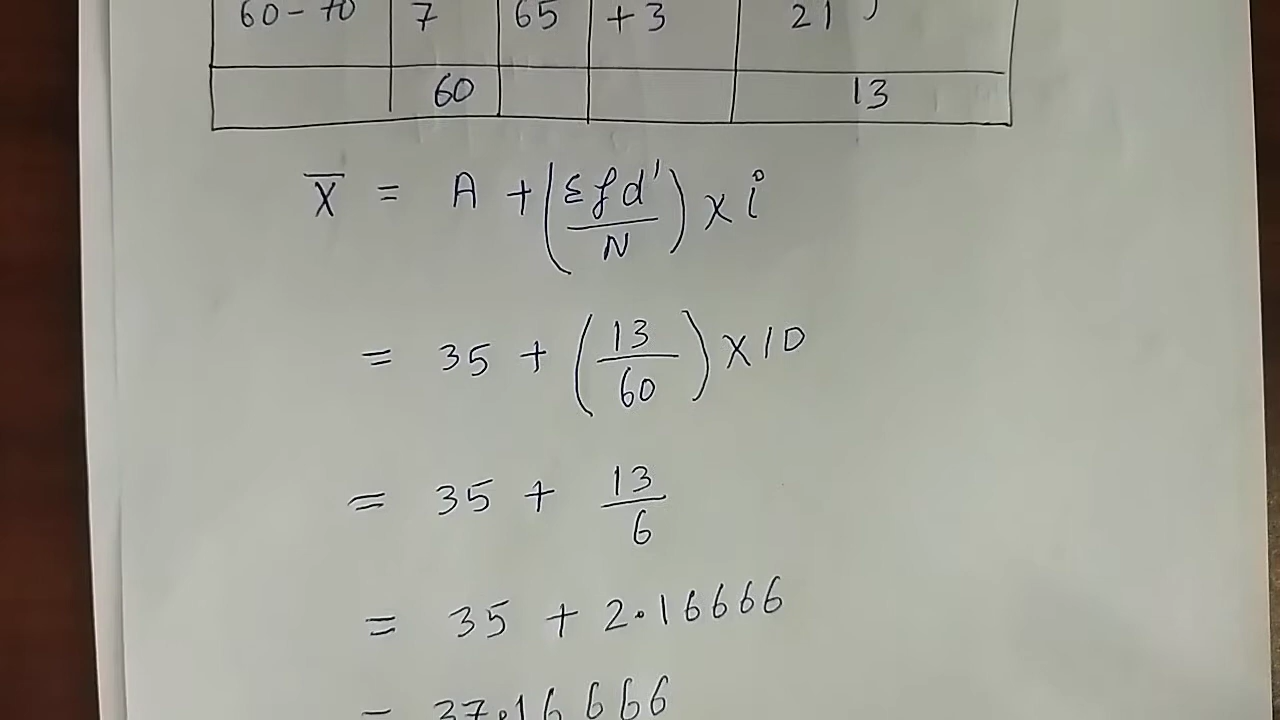 60-70 7 65 +3 21
60 13
X̅ = A + (Σfd'/N) × i
= 35 + (13/60) × 10
= 35 + 13/6
= 35 + 2.16666
= 37.16666